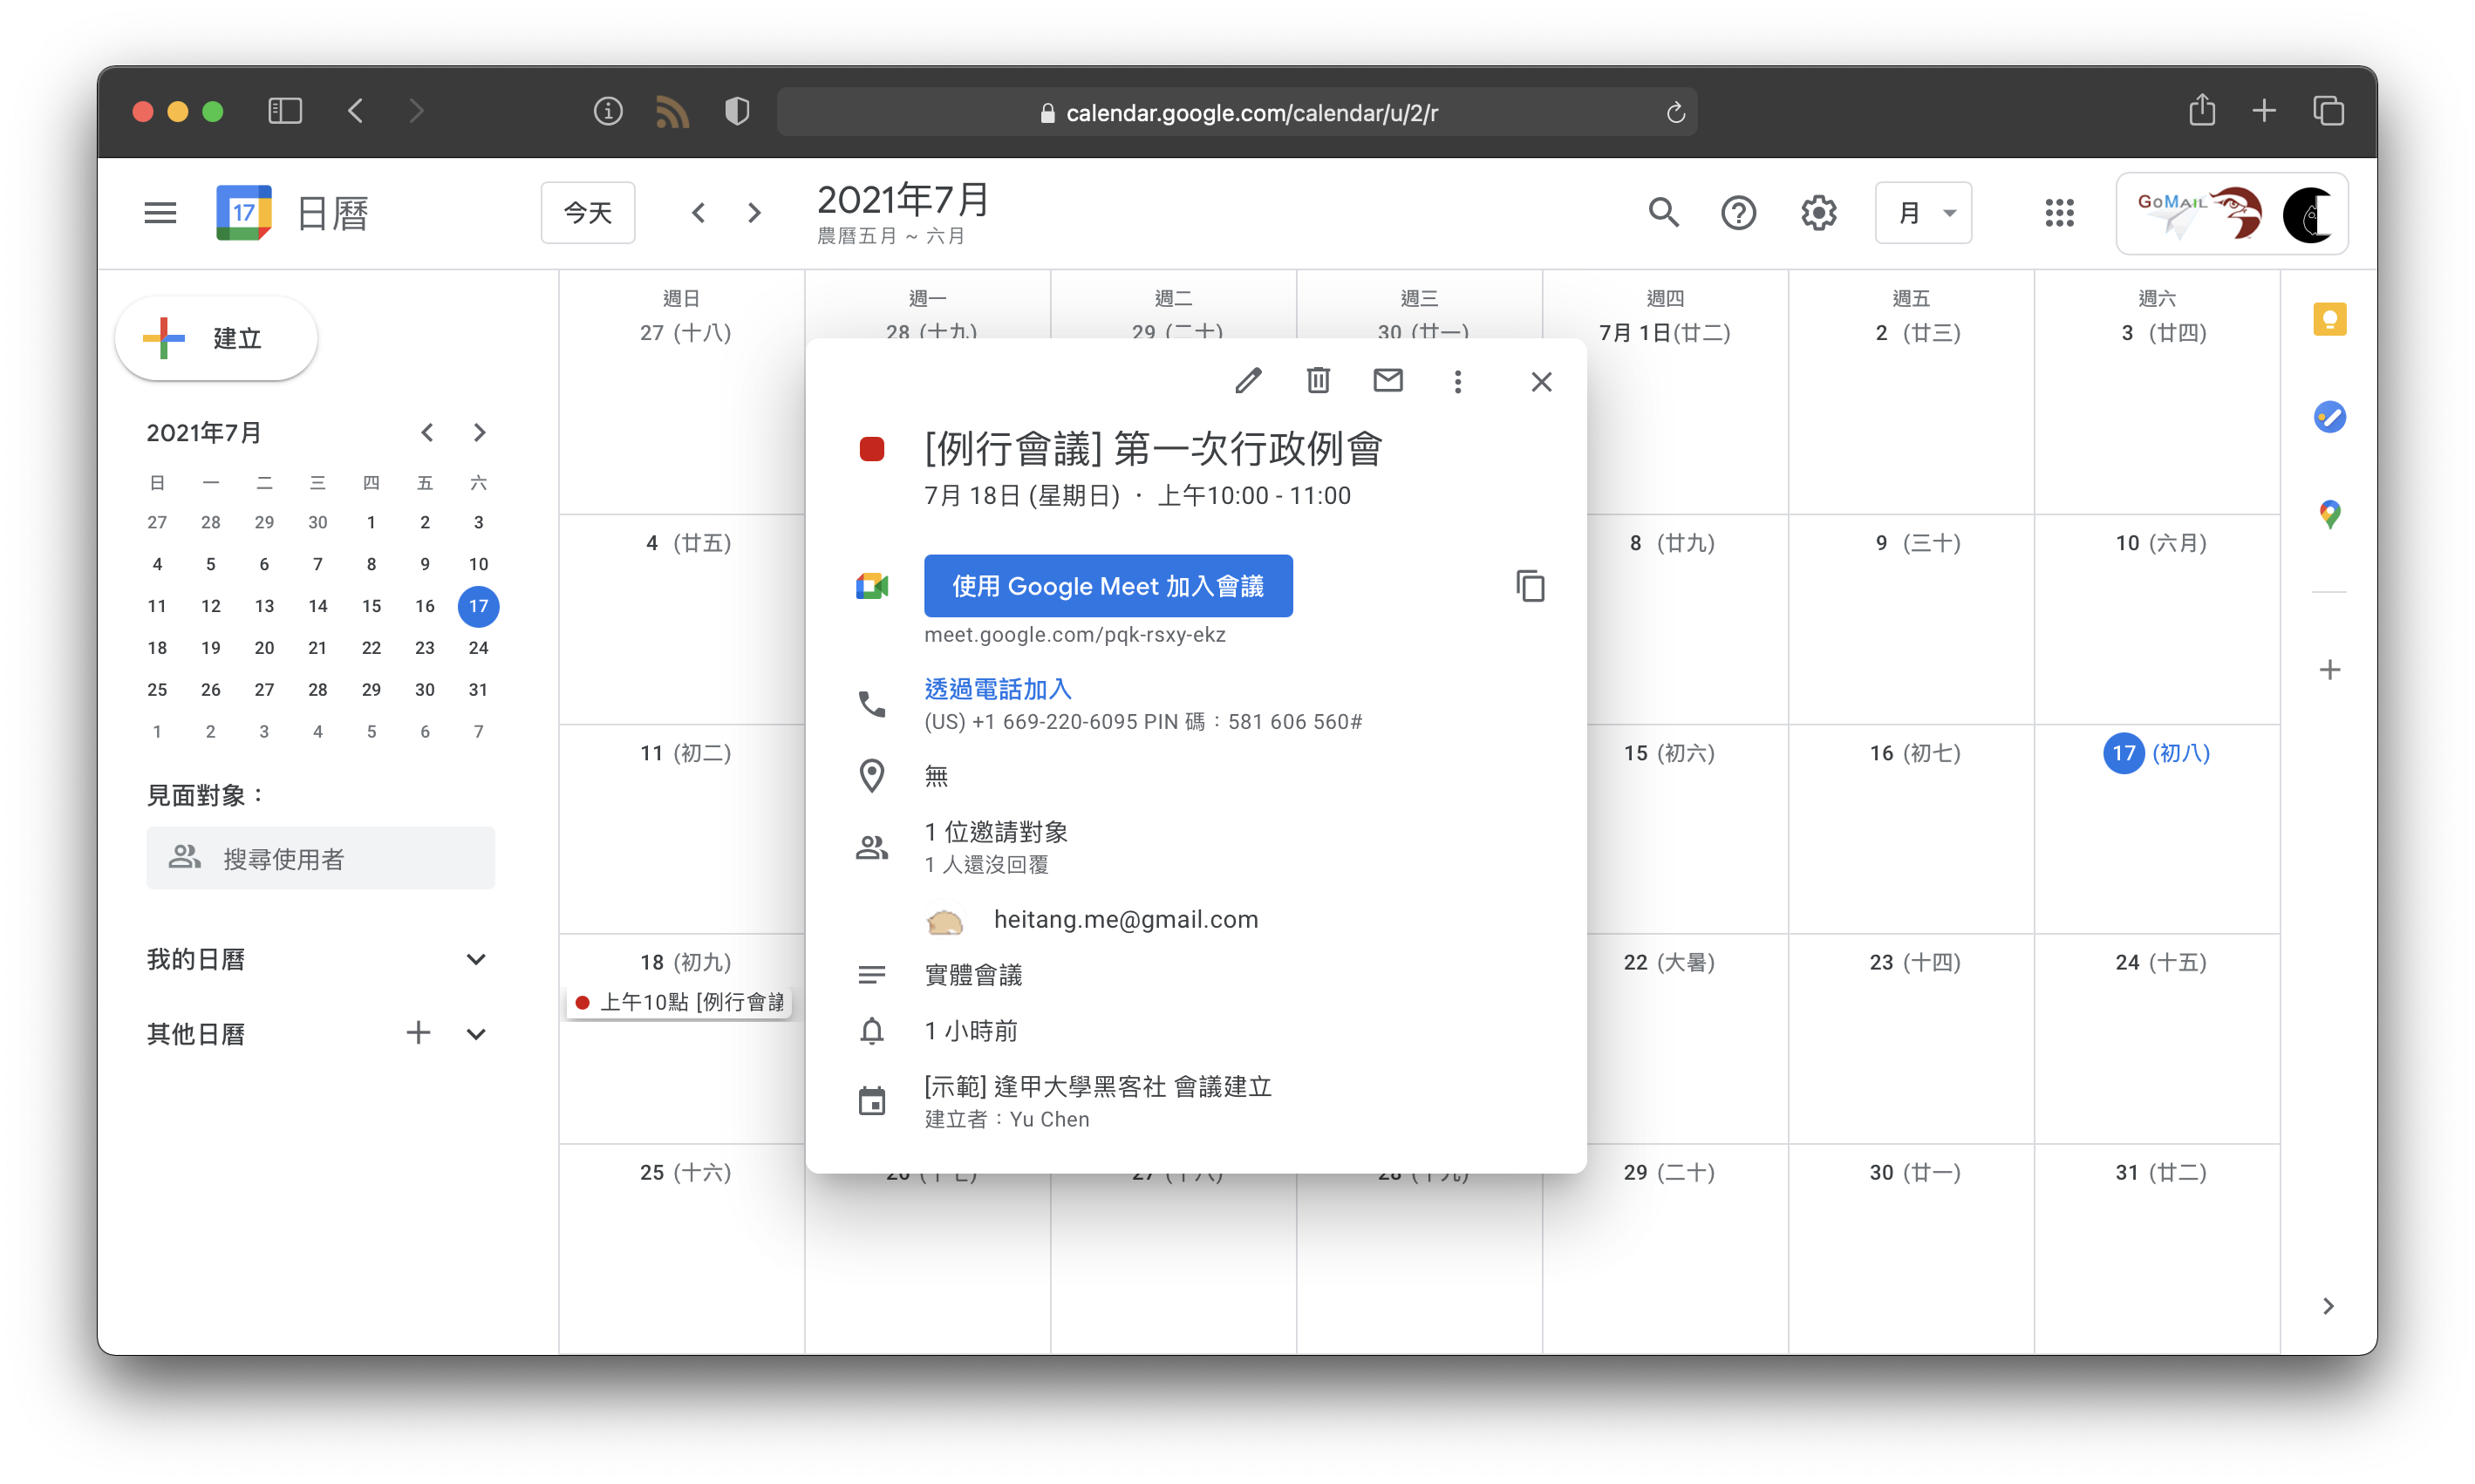 calendar.google.com/calendar/u/2/r
17
日曆
今天
2021年7月
農曆五月 ~ 六月
月
GOMAIL
建立
2021年7月
日 一 二 三 四 五 六
27 28 29 30 1 2 3
4 5 6 7 8 9 10
11 12 13 14 15 16 17
18 19 20 21 22 23 24
25 26 27 28 29 30 31
1 2 3 4 5 6 7
見面對象：
搜尋使用者
我的日曆
其他日曆
週日 週一 週二 週三 週四 週五 週六
27 (十八) 28 (十九) 29 (二十) 30 (廿一) 7月 1日(廿二) 2 (廿三) 3 (廿四)
4 (廿五) 8 (廿九) 9 (三十) 10 (六月)
11 (初二) 15 (初六) 16 (初七) 17 (初八)
18 (初九) 22 (大暑) 23 (十四) 24 (十五)
上午10點 [例行會議
25 (十六) 26 (十七) 27 (十八) 28 (十九) 29 (二十) 30 (廿一) 31 (廿二)
[例行會議] 第一次行政例會
7月 18日 (星期日) · 上午10:00 - 11:00
使用 Google Meet 加入會議
meet.google.com/pqk-rsxy-ekz
透過電話加入
(US) +1 669-220-6095 PIN 碼：581 606 560#
無
1 位邀請對象
1 人還沒回覆
heitang.me@gmail.com
實體會議
1 小時前
[示範] 逢甲大學黑客社 會議建立
建立者：Yu Chen